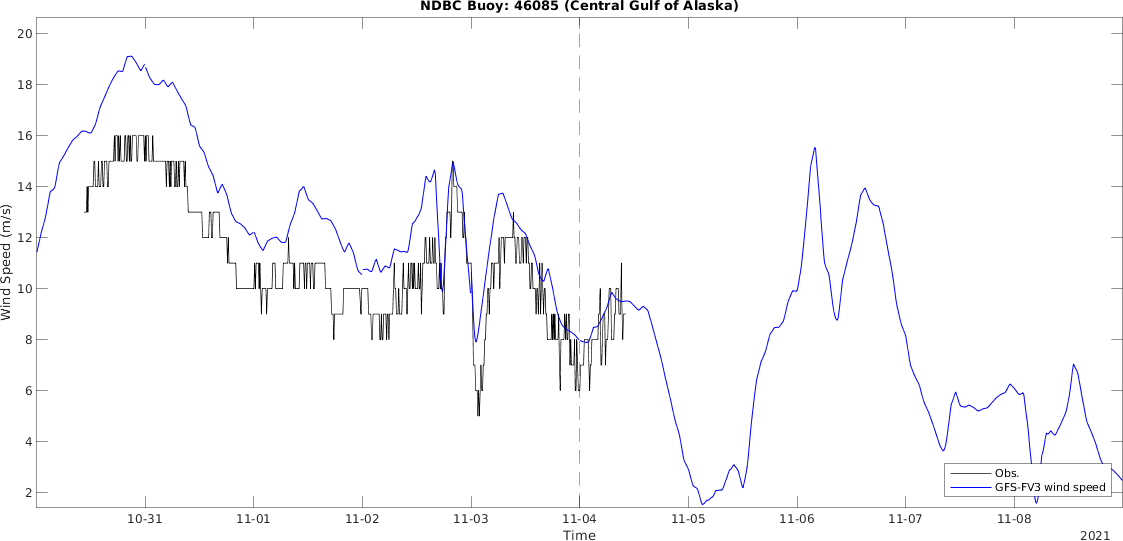 NDBC Buoy: 46085 (Central Gulf of Alaska)
20
18
16
14
12
10
8
6
4
2
Wind Speed (m/s)
Obs.
GFS-FV3 wind speed
10-31 11-01 11-02 11-03 11-04 11-05 11-06 11-07 11-08
Time
2021